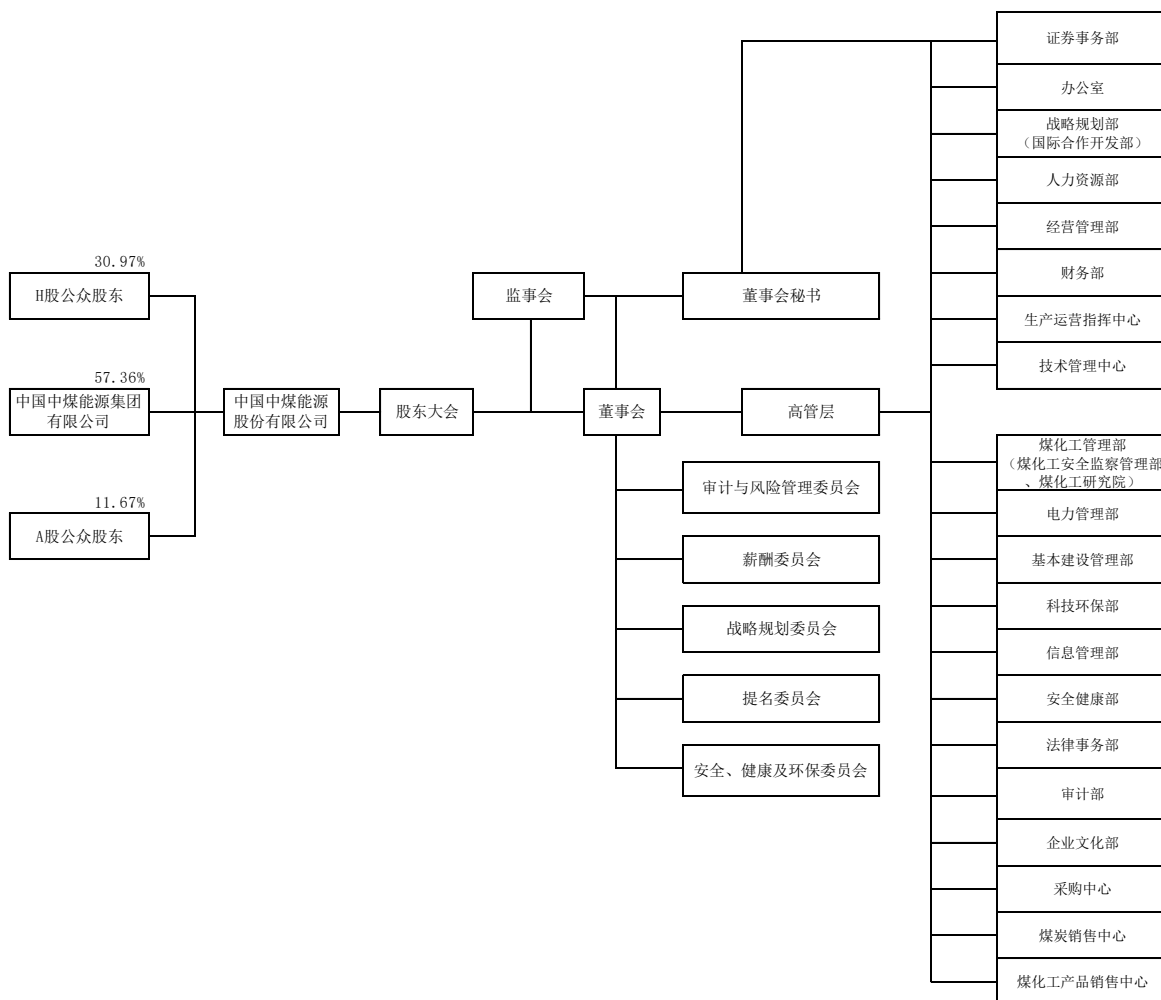 30.97%
H股公众股东
57.36%
中国中煤能源集团
有限公司
11.67%
A股公众股东
中国中煤能源
股份有限公司
股东大会
监事会
董事会
董事会秘书
高管层
审计与风险管理委员会
薪酬委员会
战略规划委员会
提名委员会
安全、健康及环保委员会
证券事务部
办公室
战略规划部
（国际合作开发部）
人力资源部
经营管理部
财务部
生产运营指挥中心
技术管理中心
煤化工管理部
（煤化工安全监察管理部
、煤化工研究院）
电力管理部
基本建设管理部
科技环保部
信息管理部
安全健康部
法律事务部
审计部
企业文化部
采购中心
煤炭销售中心
煤化工产品销售中心